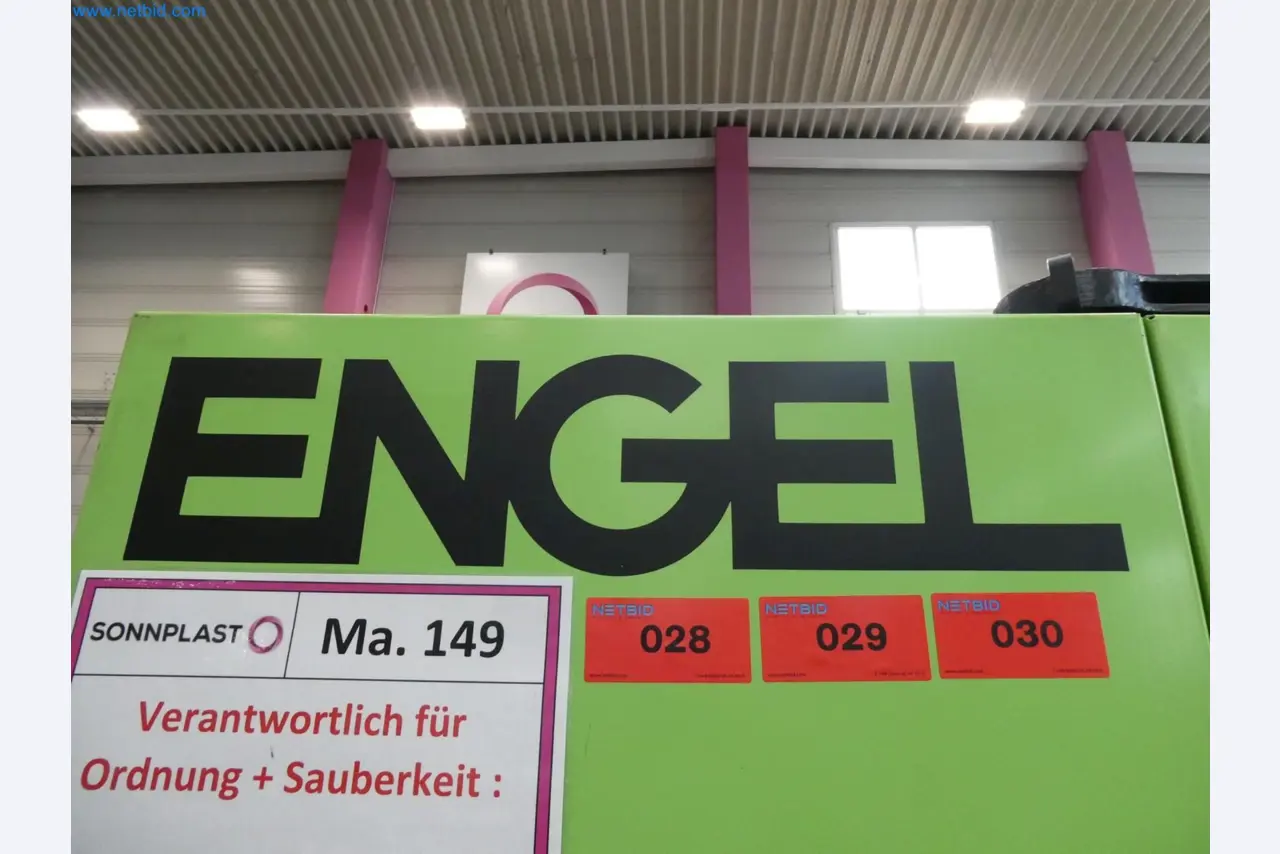 www.netbid.com
ENGEL
SONNPLAST
Ma. 149
Verantwortlich für
Ordnung + Sauberkeit :
NETBID
028
NETBID
029
NETBID
030